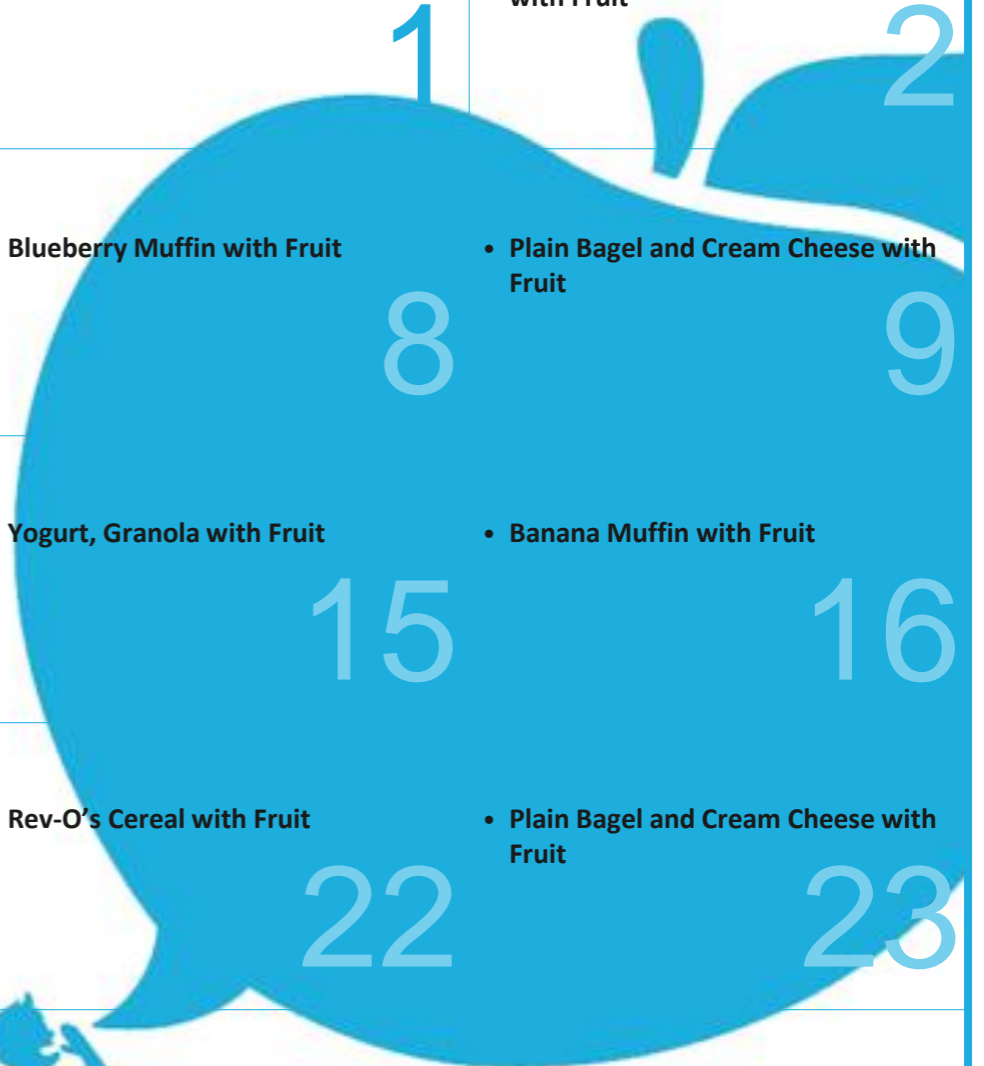 with Fruit
1
2
Blueberry Muffin with Fruit
• Plain Bagel and Cream Cheese with
Fruit
8
9
Yogurt, Granola with Fruit
• Banana Muffin with Fruit
15
16
Rev-O’s Cereal with Fruit
• Plain Bagel and Cream Cheese with
Fruit
22
23